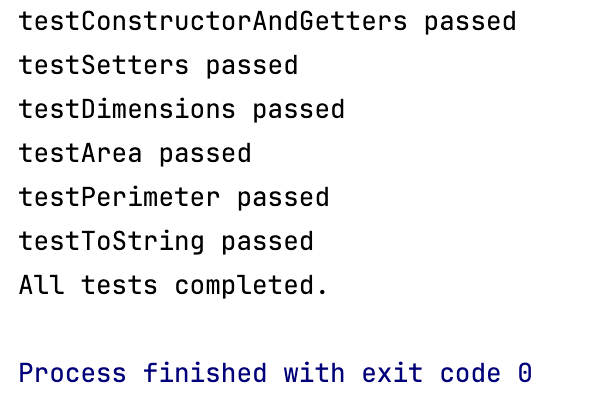 testConstructorAndGetters passed
testSetters passed
testDimensions passed
testArea passed
testPerimeter passed
testToString passed
All tests completed.
Process finished with exit code 0